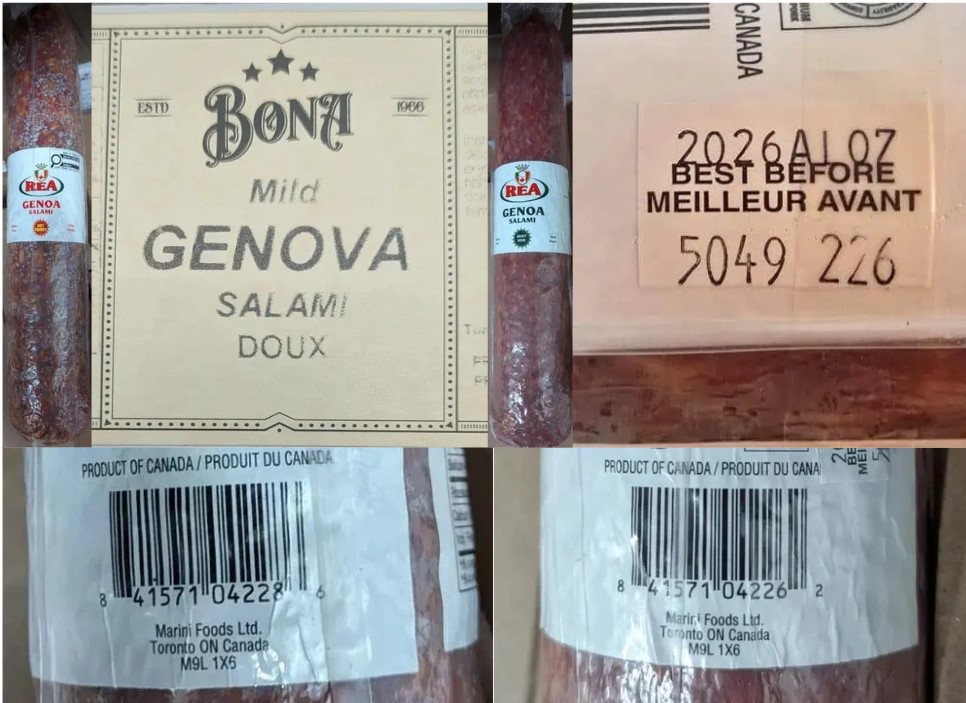 REA
GENOA
SALAMI
HOT
ESTD
1966
BONA
Mild
GENOVA
SALAMI
DOUX
REA
GENOA
SALAMI
CANADA
2026AL07
BEST BEFORE
MEILLEUR AVANT
5049 226
PRODUCT OF CANADA / PRODUIT DU CANADA
8 41571 04228 6
Marini Foods Ltd.
Toronto ON Canada
M9L 1X6
PRODUCT OF CANADA / PRODUIT DU CANA
8 41571 04226 2
Marini Foods Ltd.
Toronto ON Canada
M9L 1X6